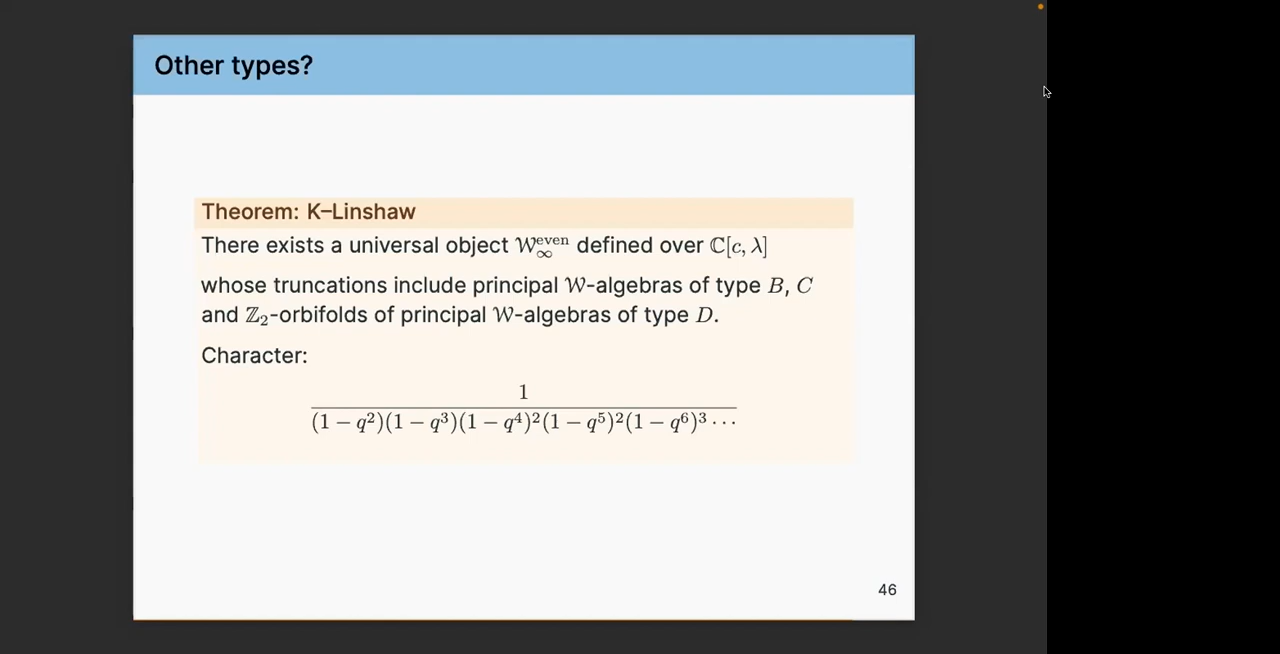 Other types?
Theorem: K–Linshaw
There exists a universal object 𝒲^even_∞ defined over ℂ[c, λ]
whose truncations include principal 𝒲-algebras of type B, C
and ℤ₂-orbifolds of principal 𝒲-algebras of type D.
Character:
1
(1 − q²)(1 − q³)(1 − q⁴)²(1 − q⁵)²(1 − q⁶)³ ⋯
46